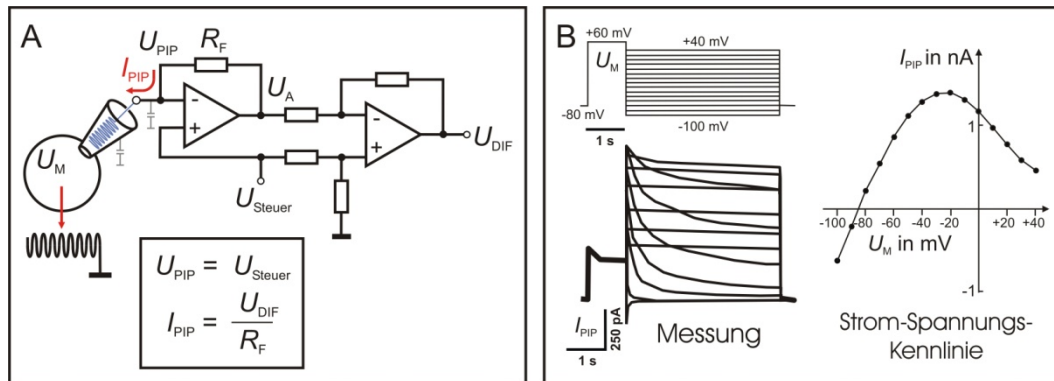 A
U_PIP
R_F
I_PIP
-
+
U_A
-
+
U_DIF
U_M
U_Steuer
U_PIP = U_Steuer
I_PIP = U_DIF / R_F
B
+60 mV
+40 mV
U_M
-80 mV
-100 mV
1 s
I_PIP
250 pA
1 s
Messung
I_PIP in nA
1
-100 -80 -60 -40 -20 +20 +40
U_M in mV
-1
Strom-Spannungs-
Kennlinie